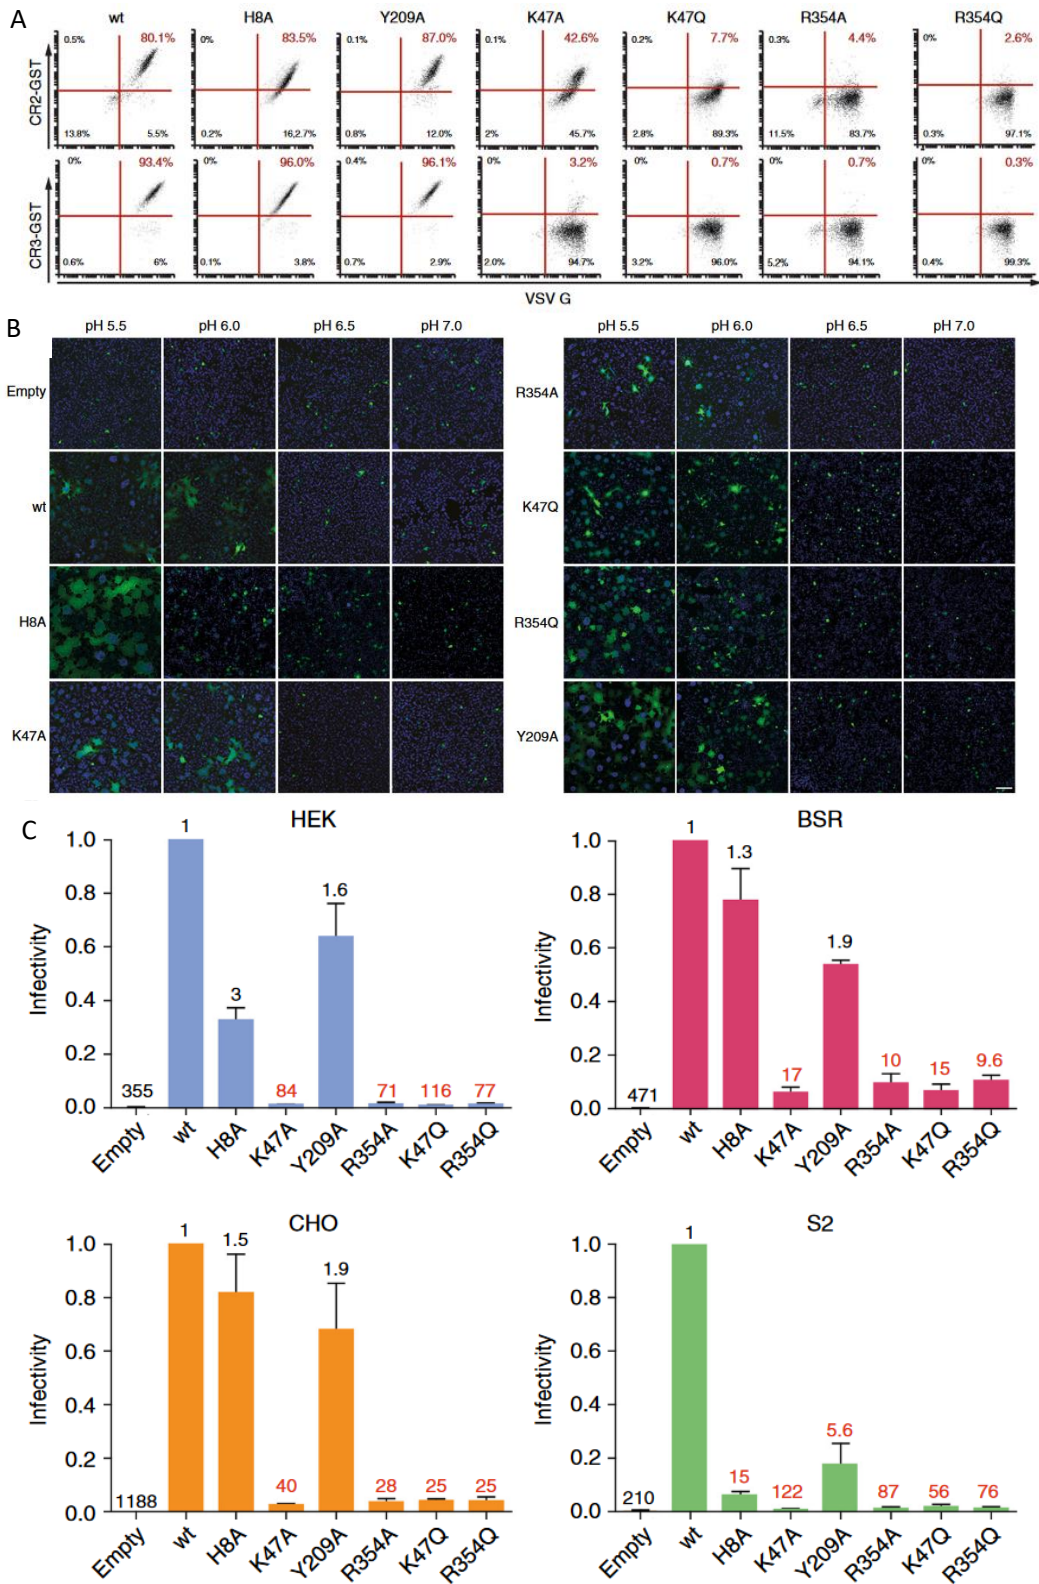 A
wt H8A Y209A K47A K47Q R354A R354Q
CR2-GST
0.5% 80.1% 0% 83.5% 0.1% 87.0% 0.1% 42.6% 0.2% 7.7% 0.3% 4.4% 0% 2.6%
13.8% 5.5% 0.2% 16,2.7% 0.8% 12.0% 2% 45.7% 2.8% 89.3% 11.5% 83.7% 0.3% 97.1%
CR3-GST
0% 93.4% 0% 96.0% 0.4% 96.1% 0% 3.2% 0% 0.7% 0% 0.7% 0% 0.3%
0.6% 6% 0.1% 3.8% 0.7% 2.9% 2.0% 94.7% 3.2% 96.0% 5.2% 94.1% 0.4% 99.3%
VSV G
B
pH 5.5 pH 6.0 pH 6.5 pH 7.0
Empty
wt
H8A
K47A
pH 5.5 pH 6.0 pH 6.5 pH 7.0
R354A
K47Q
R354Q
Y209A
C
HEK
Infectivity
1.0
0.8
0.6
0.4
0.2
0.0
355 1 3 84 1.6 71 116 77
Empty wt H8A K47A Y209A R354A K47Q R354Q
BSR
Infectivity
1.0
0.8
0.6
0.4
0.2
0.0
471 1 1.3 17 1.9 10 15 9.6
Empty wt H8A K47A Y209A R354A K47Q R354Q
CHO
Infectivity
1.0
0.8
0.6
0.4
0.2
0.0
1188 1 1.5 40 1.9 28 25 25
Empty wt H8A K47A Y209A R354A K47Q R354Q
S2
Infectivity
1.0
0.8
0.6
0.4
0.2
0.0
210 1 15 122 5.6 87 56 76
Empty wt H8A K47A Y209A R354A K47Q R354Q